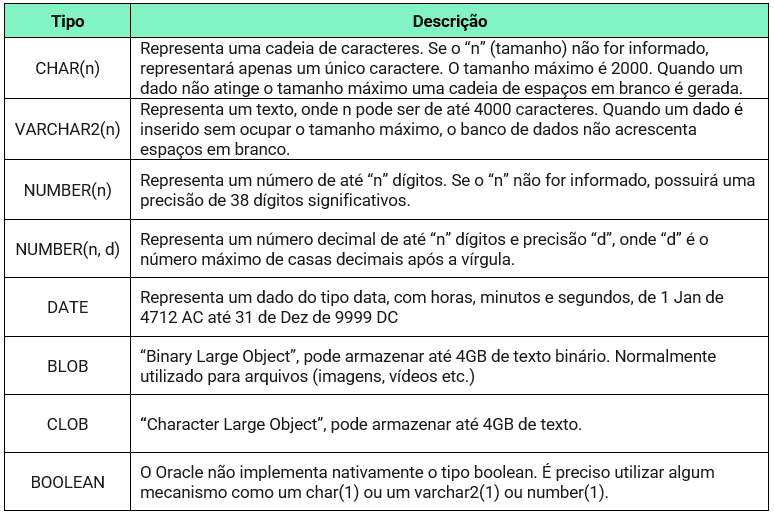 Tipo Descrição
CHAR(n)
Representa uma cadeia de caracteres. Se o “n” (tamanho) não for informado,
representará apenas um único caractere. O tamanho máximo é 2000. Quando um
dado não atinge o tamanho máximo uma cadeia de espaços em branco é gerada.
VARCHAR2(n)
Representa um texto, onde n pode ser de até 4000 caracteres. Quando um dado é
inserido sem ocupar o tamanho máximo, o banco de dados não acrescenta
espaços em branco.
NUMBER(n)
Representa um número de até “n” dígitos. Se o “n” não for informado, possuirá uma
precisão de 38 dígitos significativos.
NUMBER(n, d)
Representa um número decimal de até “n” dígitos e precisão “d”, onde “d” é o
número máximo de casas decimais após a vírgula.
DATE
Representa um dado do tipo data, com horas, minutos e segundos, de 1 Jan de
4712 AC até 31 de Dez de 9999 DC
BLOB
“Binary Large Object”, pode armazenar até 4GB de texto binário. Normalmente
utilizado para arquivos (imagens, vídeos etc.)
CLOB
“Character Large Object”, pode armazenar até 4GB de texto.
BOOLEAN
O Oracle não implementa nativamente o tipo boolean. É preciso utilizar algum
mecanismo como um char(1) ou um varchar2(1) ou number(1).